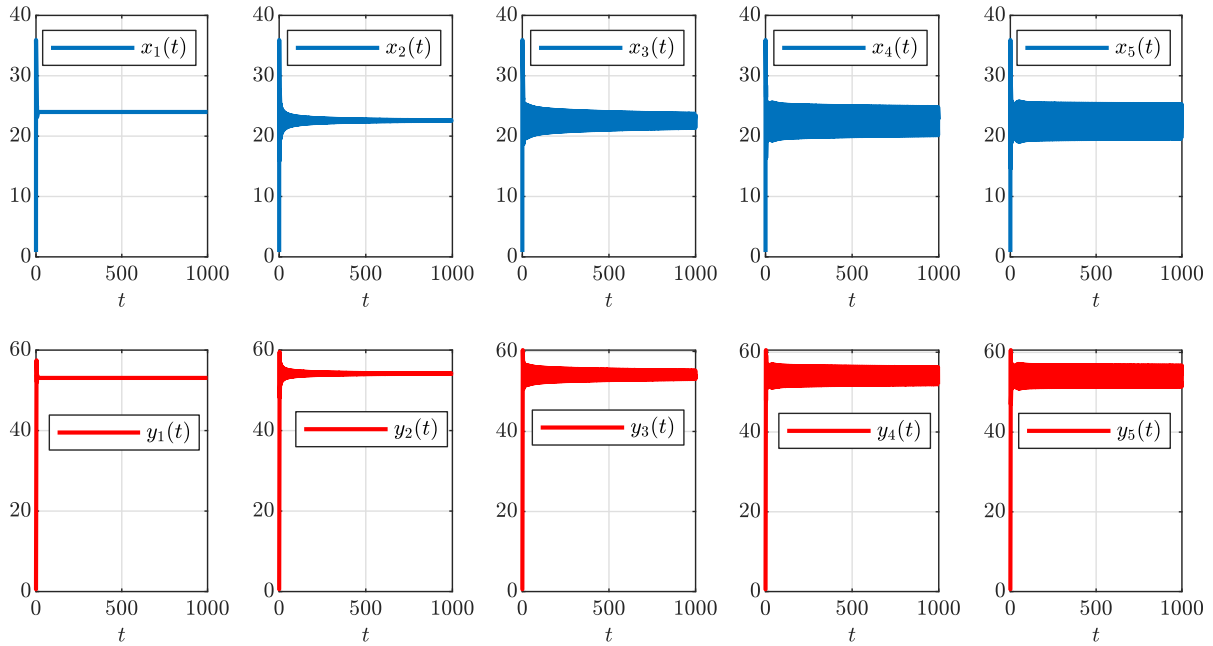 x₁(t)
x₂(t)
x₃(t)
x₄(t)
x₅(t)
40 40 40 40 40
30 30 30 30 30
20 20 20 20 20
10 10 10 10 10
0 0 0 0 0
0 500 1000 0 500 1000 0 500 1000 0 500 1000 0 500 1000
t t t t t
60 60 60 60 60
y₁(t)
y₂(t)
y₃(t)
y₄(t)
y₅(t)
40 40 40 40 40
20 20 20 20 20
0 0 0 0 0
0 500 1000 0 500 1000 0 500 1000 0 500 1000 0 500 1000
t t t t t